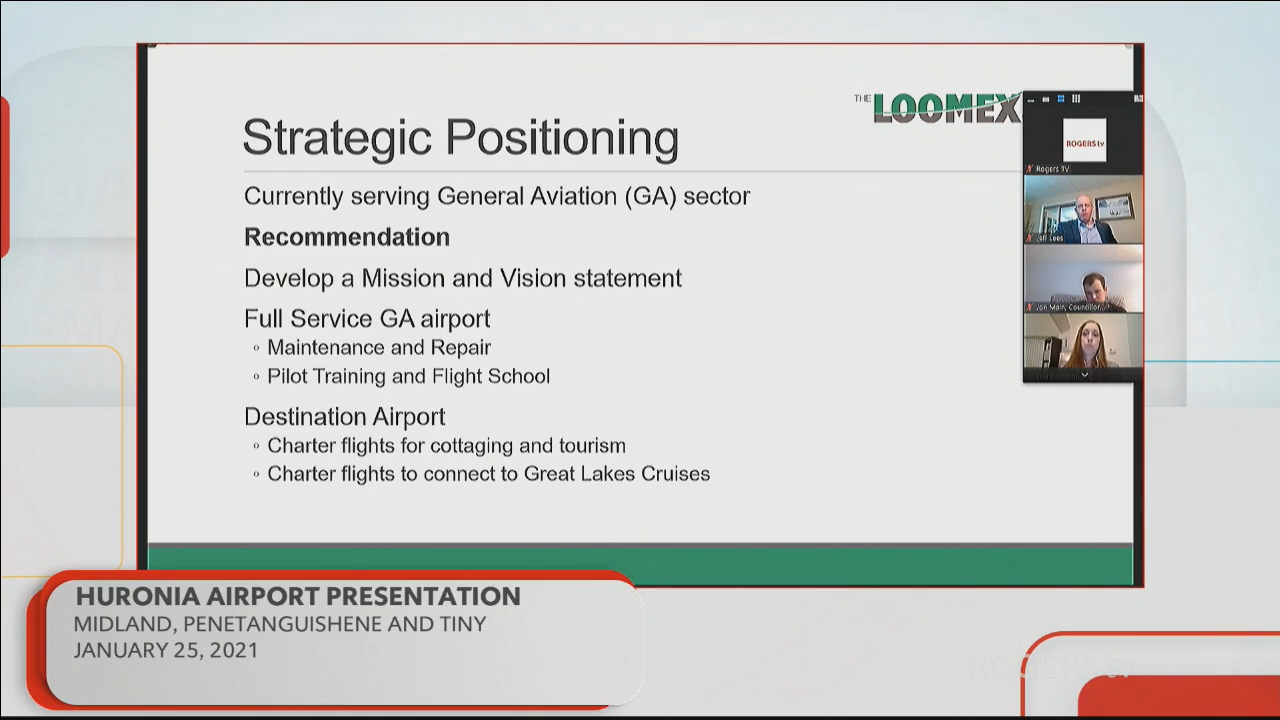 THE LOOMEX
Strategic Positioning
Currently serving General Aviation (GA) sector
Recommendation
Develop a Mission and Vision statement
Full Service GA airport
Maintenance and Repair
Pilot Training and Flight School
Destination Airport
Charter flights for cottaging and tourism
Charter flights to connect to Great Lakes Cruises
ROGERS tv
Rogers TV
Jeff Lees
Jon Main, Councillor...
HURONIA AIRPORT PRESENTATION
MIDLAND, PENETANGUISHENE AND TINY
JANUARY 25, 2021
ROGERS tv